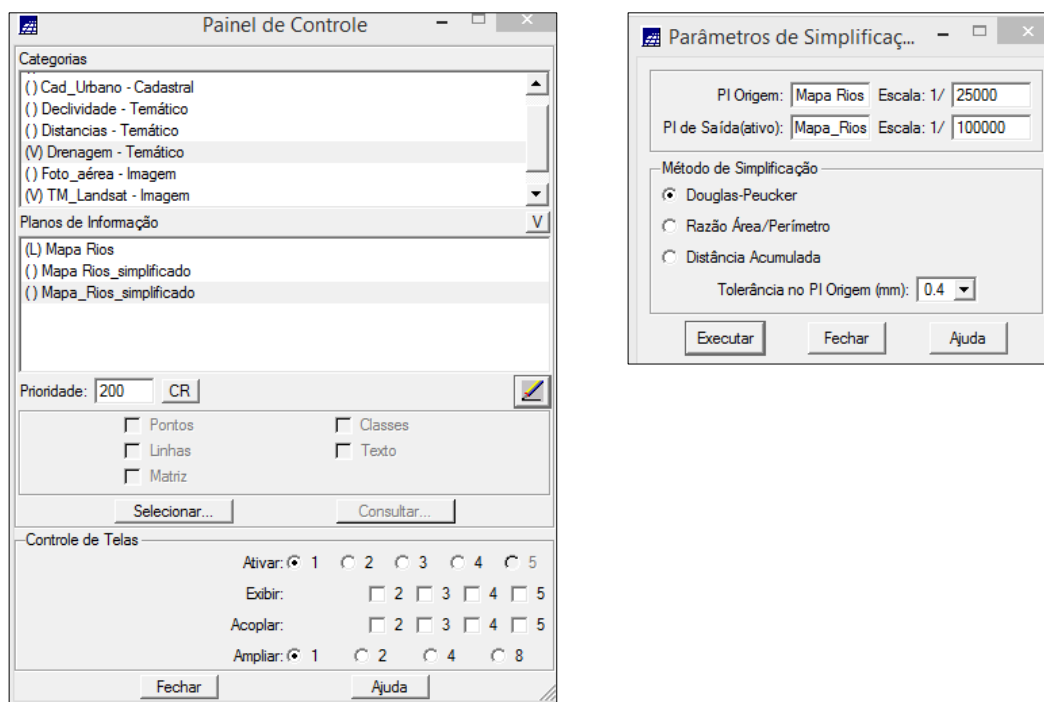 Painel de Controle
Categorias
( ) Cad_Urbano - Cadastral
( ) Declividade - Temático
( ) Distancias - Temático
(V) Drenagem - Temático
( ) Foto_aérea - Imagem
(V) TM_Landsat - Imagem
Planos de Informação V
(L) Mapa Rios
( ) Mapa Rios_simplificado
( ) Mapa_Rios_simplificado
Prioridade: 200 CR
Pontos Classes
Linhas Texto
Matriz
Selecionar... Consultar...
Controle de Telas
Ativar: 1 2 3 4 5
Exibir: 2 3 4 5
Acoplar: 2 3 4 5
Ampliar: 1 2 4 8
Fechar Ajuda
Parâmetros de Simplificaç...
PI Origem: Mapa Rios Escala: 1/ 25000
PI de Saída(ativo): Mapa_Rios Escala: 1/ 100000
Método de Simplificação
Douglas-Peucker
Razão Área/Perímetro
Distância Acumulada
Tolerância no PI Origem (mm): 0.4
Executar Fechar Ajuda